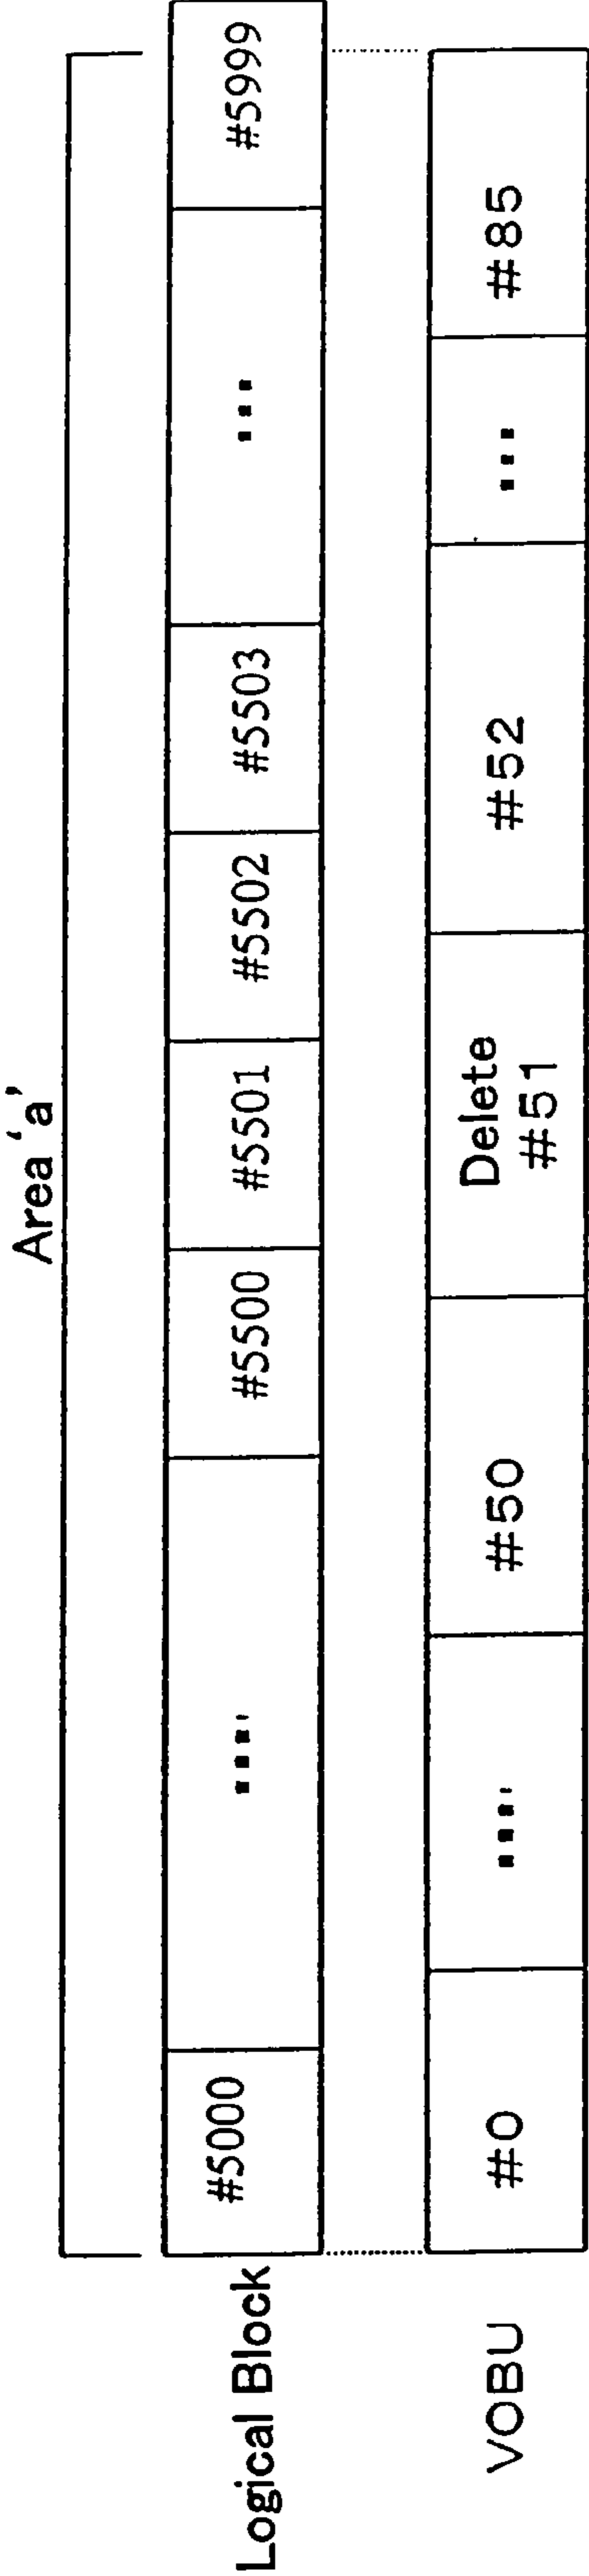 Area 'a'
Logical Block #5000 .... #5500 #5501 #5502 #5503 ... #5999
VOBU #0 .... #50 Delete #51 #52 ... #85